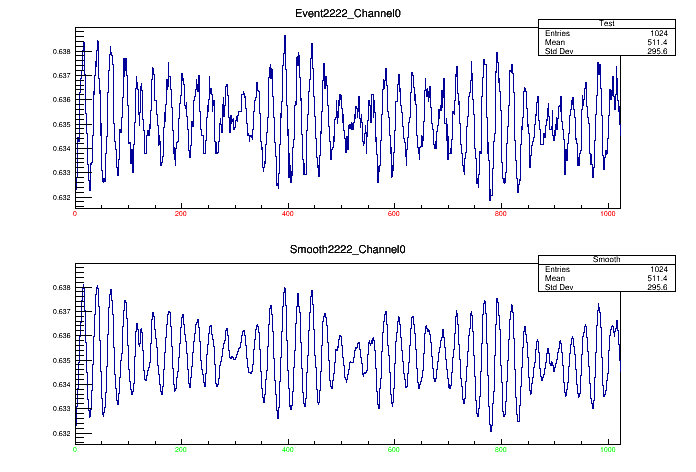 Event2222_Channel0
Test
Entries 1024
Mean 511.4
Std Dev 295.6
0.638
0.637
0.636
0.635
0.634
0.633
0.632
0 200 400 600 800 1000
Smooth2222_Channel0
Smooth
Entries 1024
Mean 511.4
Std Dev 295.6
0.638
0.637
0.636
0.635
0.634
0.633
0.632
0 200 400 600 800 1000